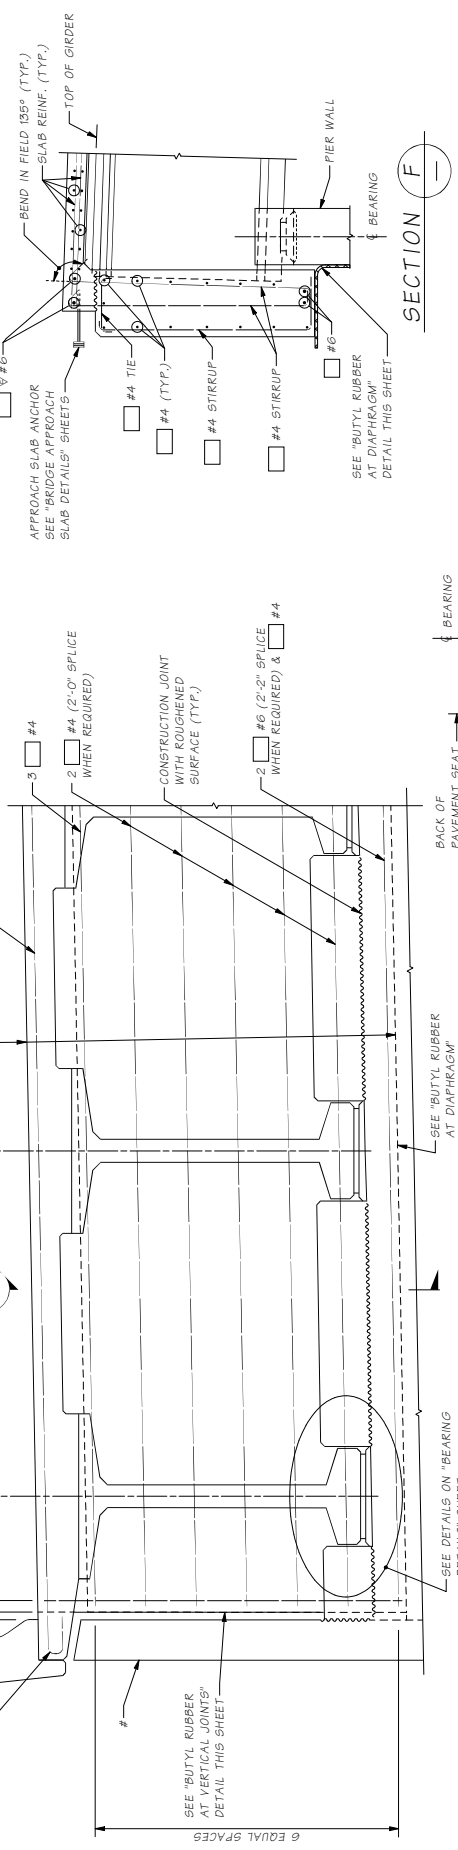 #6
BEND IN FIELD 135° (TYP.)
SLAB REINF. (TYP.)
TOP OF GIRDER
APPROACH SLAB ANCHOR
SEE "BRIDGE APPROACH
SLAB DETAILS" SHEETS
#4 TIE
#4 (TYP.)
#4 STIRRUP
#4 STIRRUP
#6
SEE "BUTYL RUBBER
AT DIAPHRAGM"
DETAIL THIS SHEET
PIER WALL
℄ BEARING
SECTION F
3 #4
2 #4 (2'-0" SPLICE
WHEN REQUIRED)
CONSTRUCTION JOINT
WITH ROUGHENED
SURFACE (TYP.)
2 #6 (2'-2" SPLICE
WHEN REQUIRED) & #4
℄ BEARING
BACK OF
PAVEMENT SEAT
SEE "BUTYL RUBBER
AT DIAPHRAGM"
SEE DETAILS ON "BEARING
#
SEE "BUTYL RUBBER
AT VERTICAL JOINTS"
DETAIL THIS SHEET
6 EQUAL SPACES